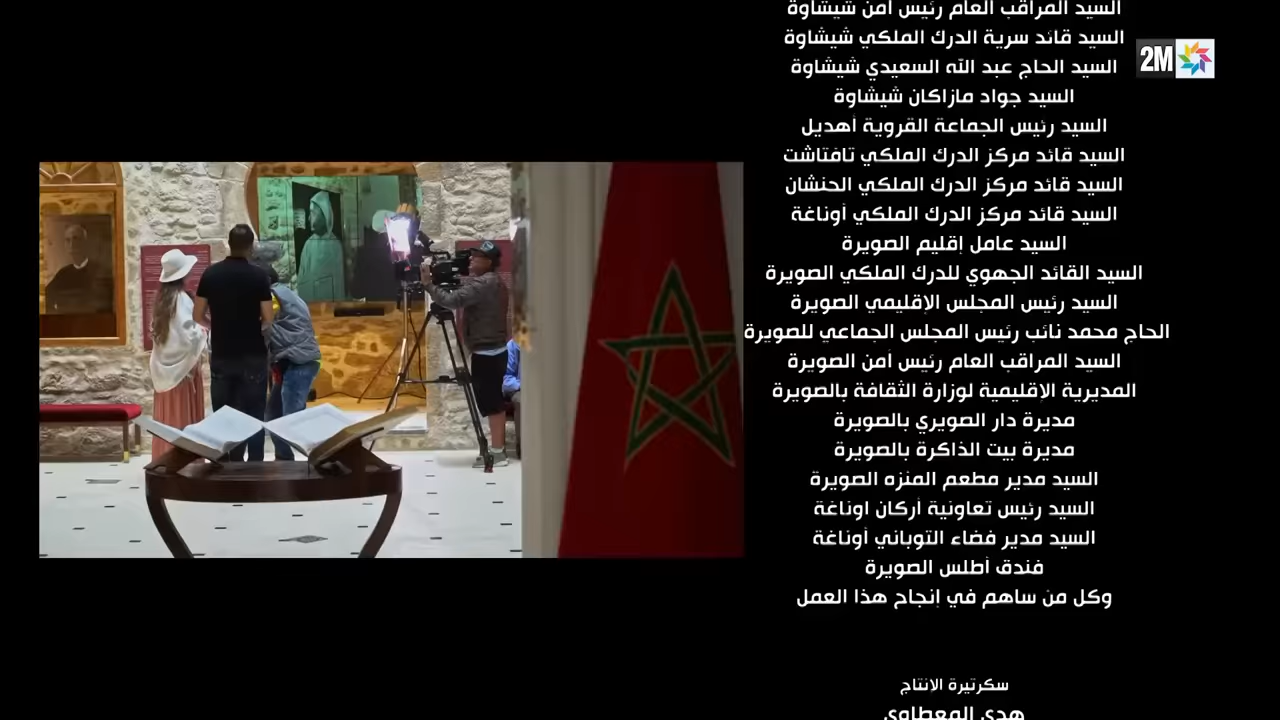 السيد المراقب العام رئيس أمن شيشاوة
السيد قائد سرية الدرك الملكي شيشاوة
2M
السيد الحاج عبد الله السعيدي شيشاوة
السيد جواد مازاكان شيشاوة
السيد رئيس الجماعة القروية أهديل
السيد قائد مركز الدرك الملكي تافتاشت
السيد قائد مركز الدرك الملكي الحنشان
السيد قائد مركز الدرك الملكي أوناغة
السيد عامل إقليم الصويرة
السيد القائد الجهوي للدرك الملكي الصويرة
السيد رئيس المجلس الإقليمي الصويرة
الحاج محمد نائب رئيس المجلس الجماعي للصويرة
السيد المراقب العام رئيس أمن الصويرة
المديرية الإقليمية لوزارة الثقافة بالصويرة
مديرة دار الصويري بالصويرة
مديرة بيت الذاكرة بالصويرة
السيد مدير مطعم المنزه الصويرة
السيد رئيس تعاونية أركان اوناغة
السيد مدير فضاء التوباني أوناغة
فندق أطلس الصويرة
وكل من ساهم في إنجاح هذا العمل
سكرتيرة الانتاج
هدى المعطاوي